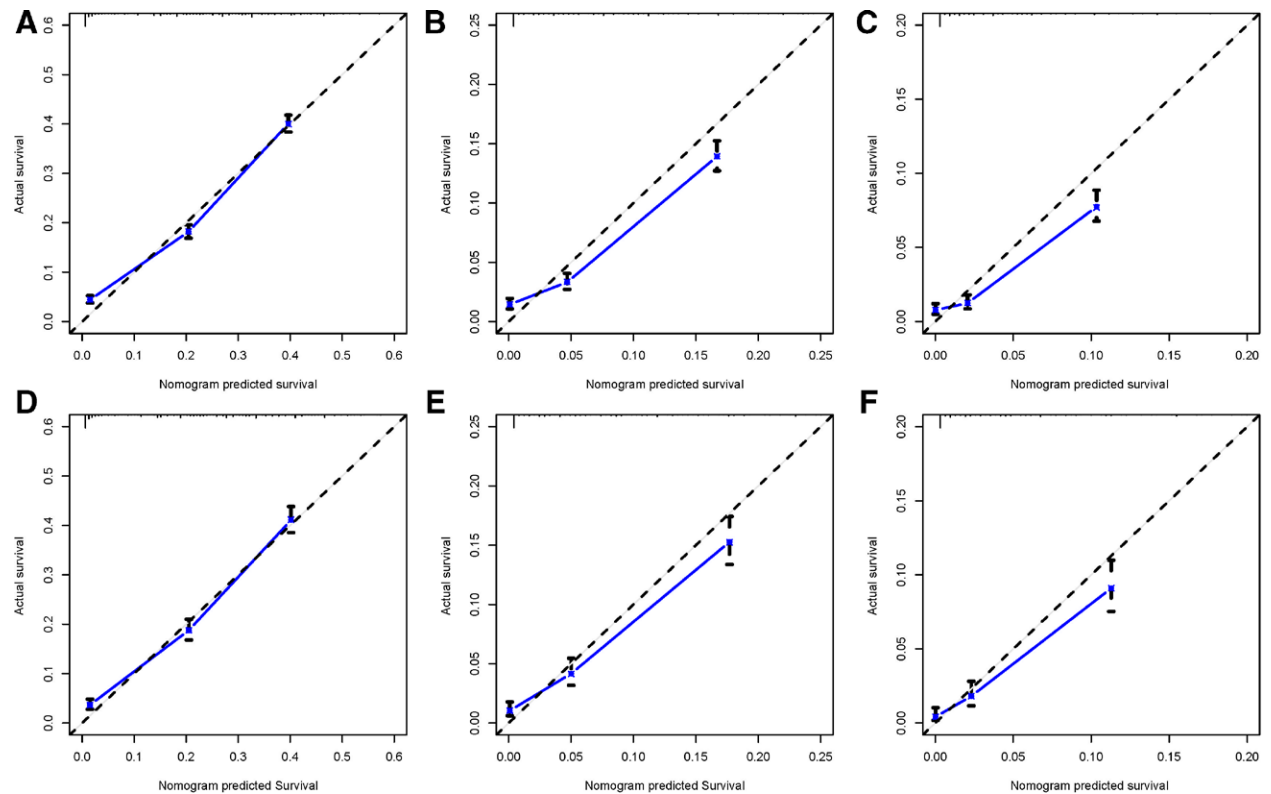 A
Actual survival
0.6
0.5
0.4
0.3
0.2
0.1
0.0
0.0 0.1 0.2 0.3 0.4 0.5 0.6
Nomogram predicted survival
B
Actual survival
0.25
0.20
0.15
0.10
0.05
0.00
0.00 0.05 0.10 0.15 0.20 0.25
Nomogram predicted survival
C
Actual survival
0.20
0.15
0.10
0.05
0.00
0.00 0.05 0.10 0.15 0.20
Nomogram predicted survival
D
Actual survival
0.6
0.5
0.4
0.3
0.2
0.1
0.0
0.0 0.1 0.2 0.3 0.4 0.5 0.6
Nomogram predicted Survival
E
Actual survival
0.25
0.20
0.15
0.10
0.05
0.00
0.00 0.05 0.10 0.15 0.20 0.25
Nomogram predicted Survival
F
Actual survival
0.20
0.15
0.10
0.05
0.00
0.00 0.05 0.10 0.15 0.20
Nomogram predicted survival